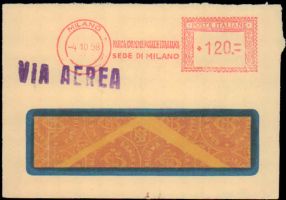 MILANO
POSTE ITALIANE
-4.10.58
SEDE DI MILANO
120.=
VIA AEREA